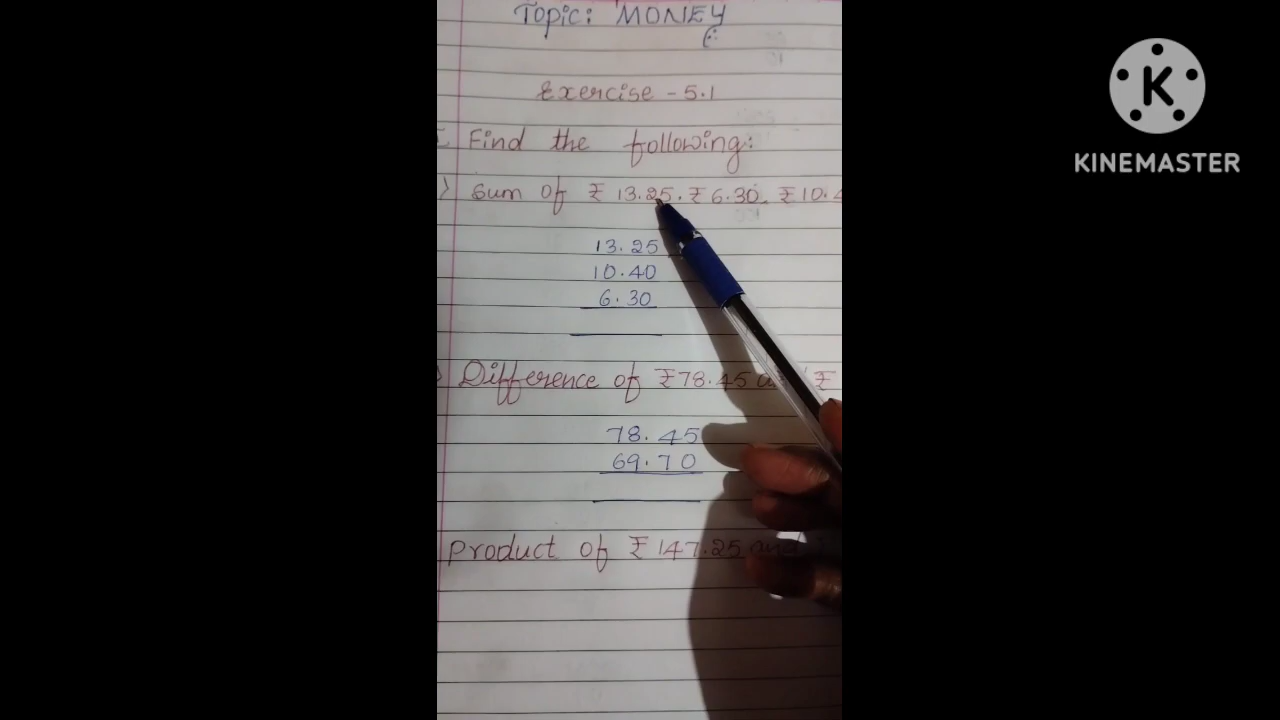 Topic: MONEY
Exercise - 5.1
Find the following:
Sum of ₹ 13.25, ₹ 6.30, ₹ 10.4
13.25
10.40
6.30
Difference of ₹ 78.45 ₹
78.45
69.70
Product of ₹ 147.25 and
K
KINEMASTER